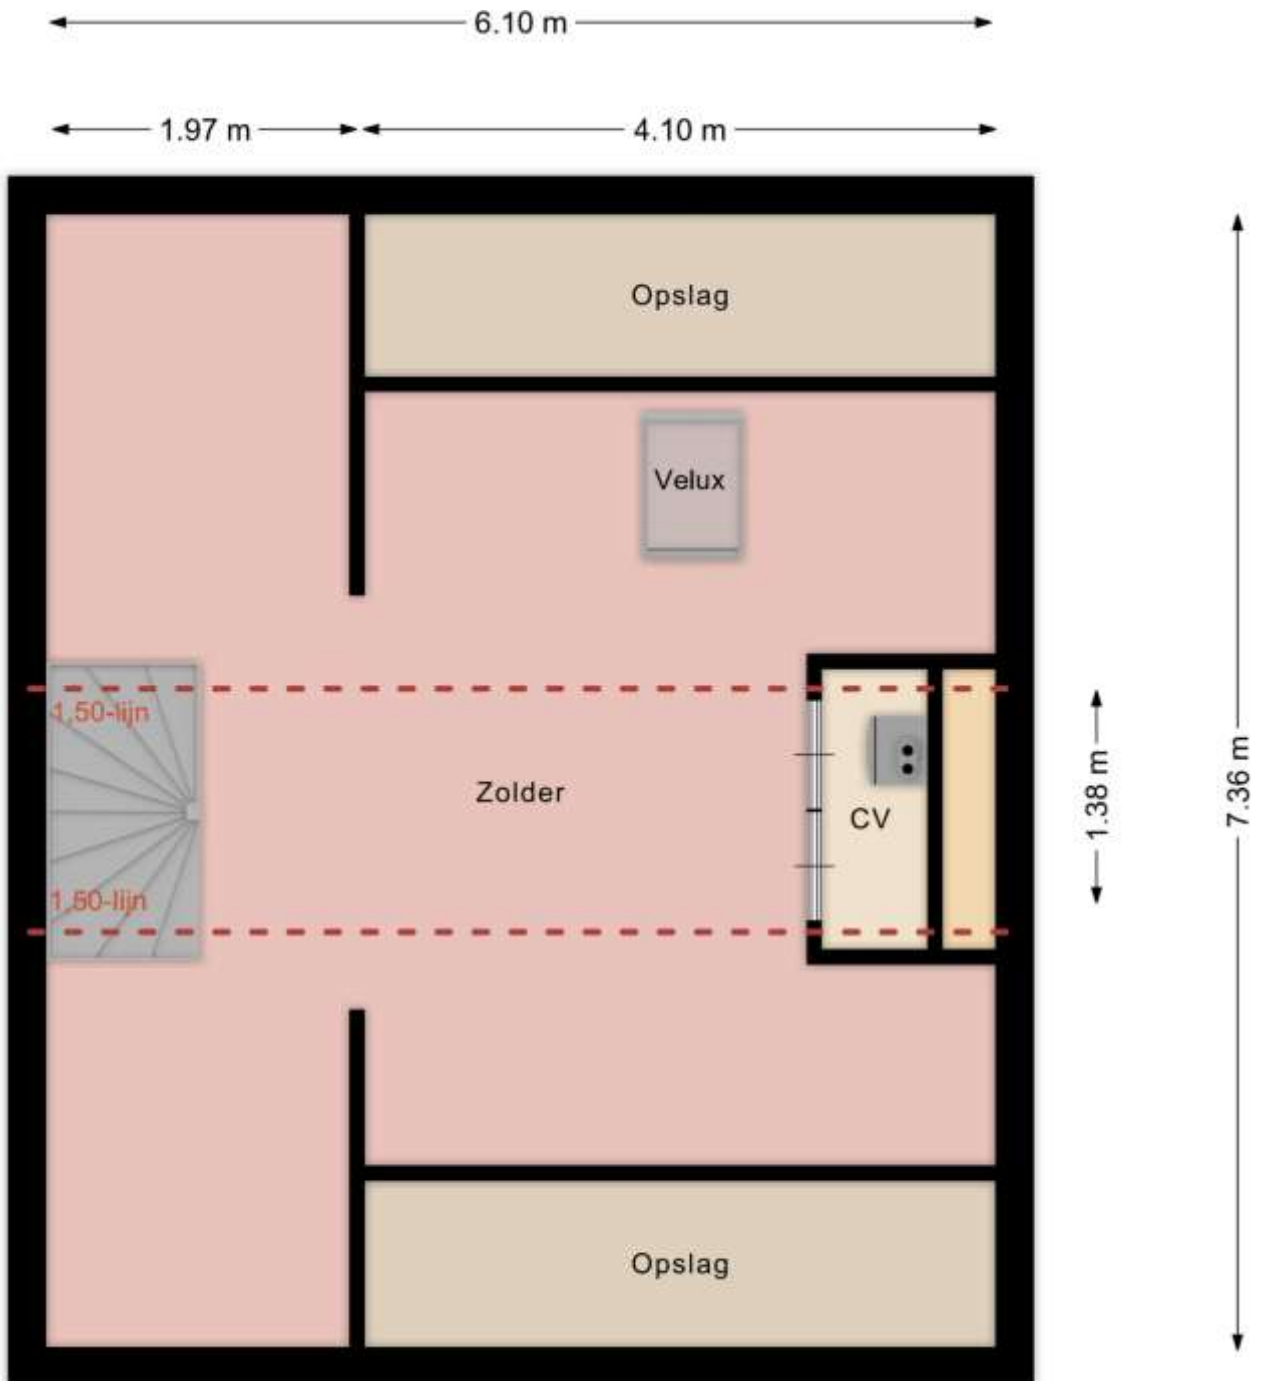 6.10 m
1.97 m
4.10 m
Opslag
Velux
1,50-lijn
Zolder
CV
1.38 m
7.36 m
1,50-lijn
Opslag